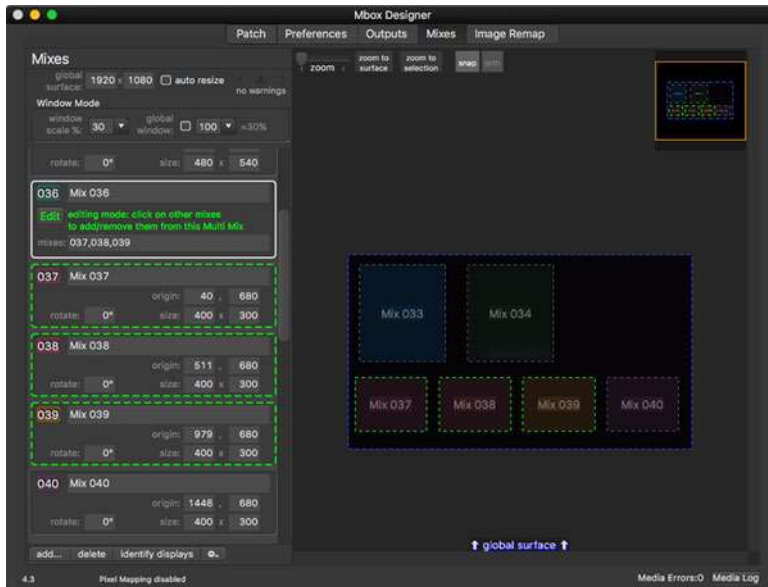 Mbox Designer
Patch Preferences Outputs Mixes Image Remap
Mixes
global surface: 1920 x 1080 auto resize
no warnings
Window Mode
window scale %: 30 global window: 100 ≈30%
rotate: 0° size: 480 x 540
036 Mix 036
Edit editing mode: click on other mixes
to add/remove them from this Multi Mix
mixes: 037,038,039
037 Mix 037
origin: 40 , 680
rotate: 0° size: 400 x 300
038 Mix 038
origin: 511 , 680
rotate: 0° size: 400 x 300
039 Mix 039
origin: 979 , 680
rotate: 0° size: 400 x 300
040 Mix 040
origin: 1448 , 680
rotate: 0° size: 400 x 300
add... delete identify displays
zoom
zoom to surface
zoom to selection
snap
Mix 033 Mix 034
Mix 037 Mix 038 Mix 039 Mix 040
global surface
4.3 Pixel Mapping disabled Media Errors:0 Media Log